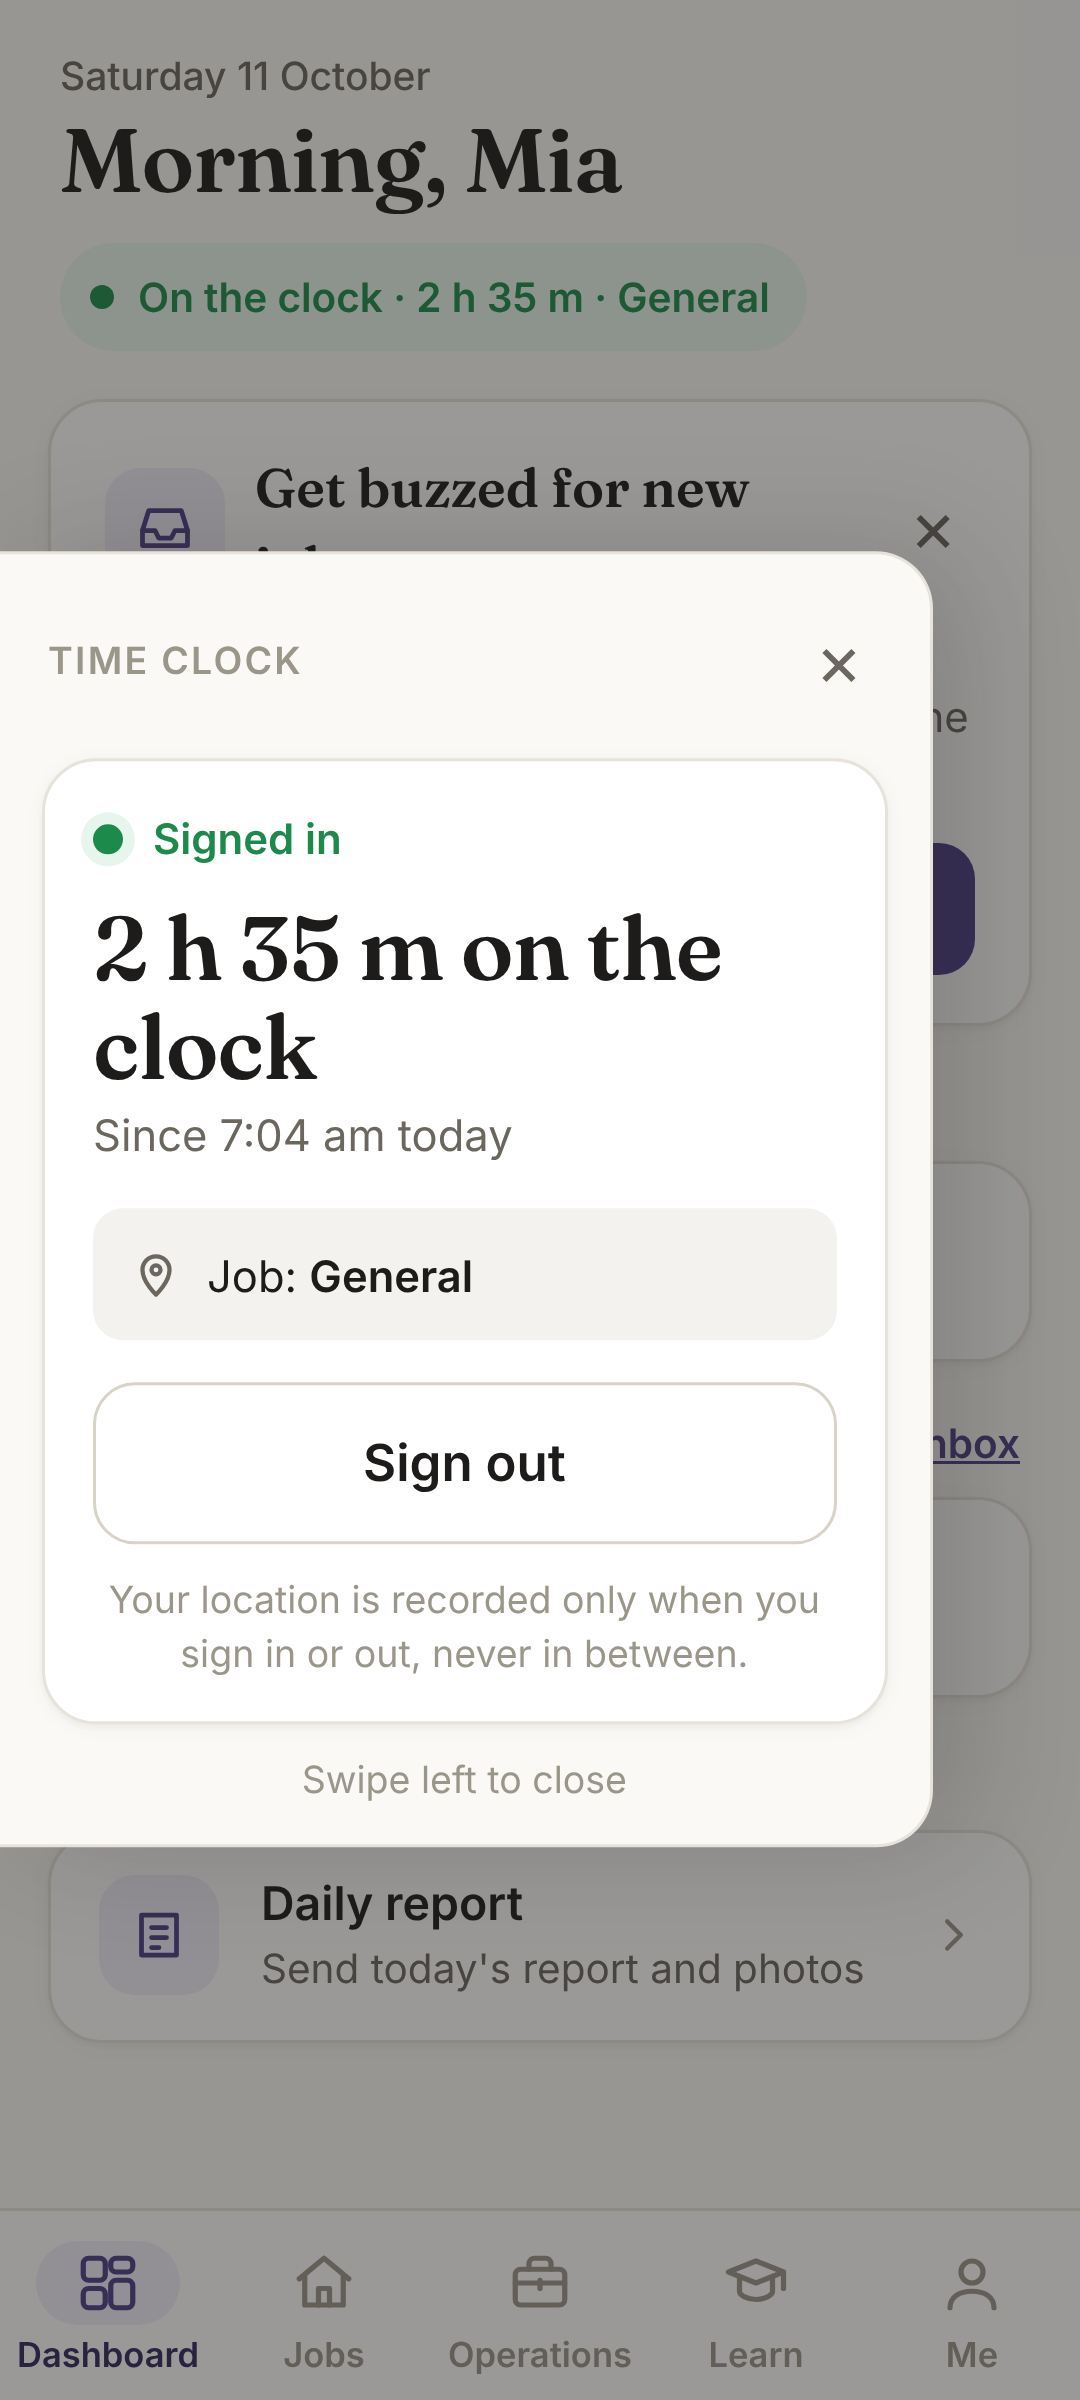 Saturday 11 October
Morning, Mia
On the clock · 2 h 35 m · General
Get buzzed for new
TIME CLOCK
Signed in
2 h 35 m on the
clock
Since 7:04 am today
Job: General
Sign out
Your location is recorded only when you
sign in or out, never in between.
Swipe left to close
Daily report
Send today's report and photos
Dashboard
Jobs
Operations
Learn
Me